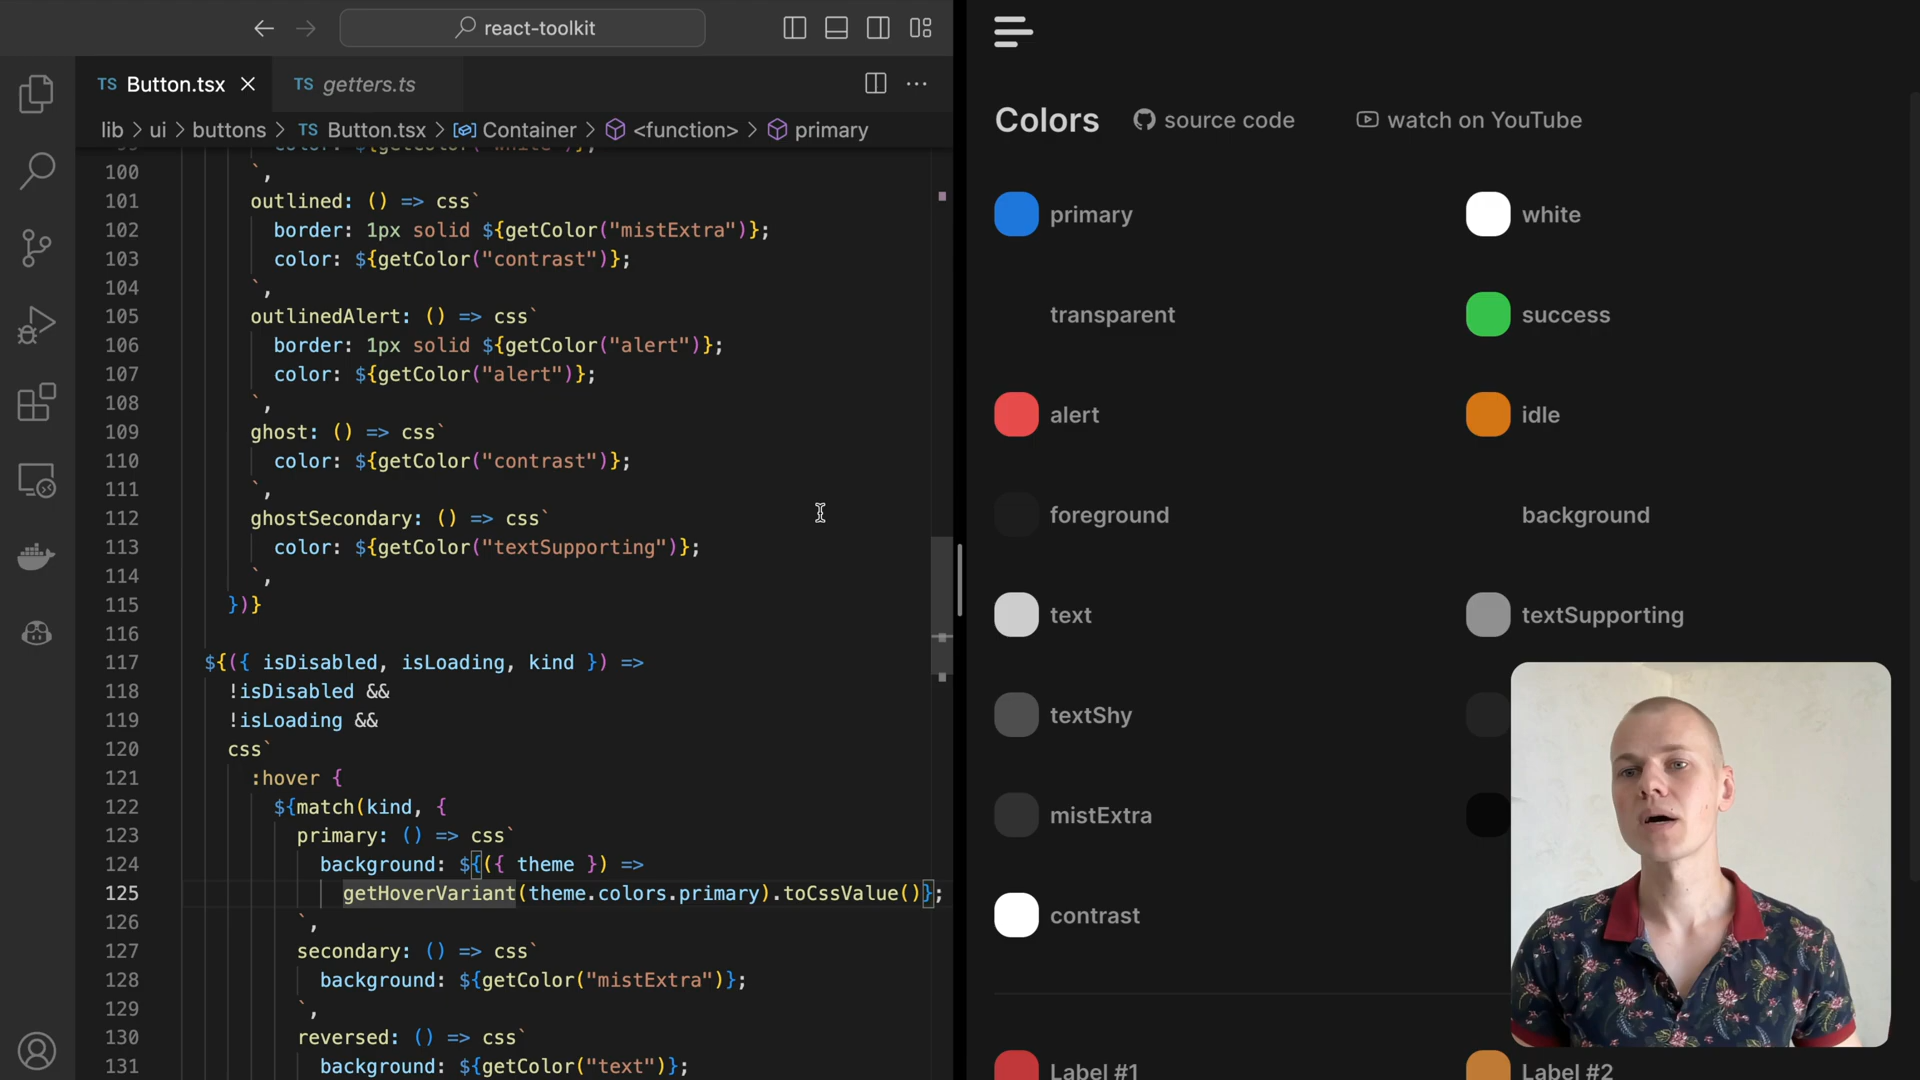 react-toolkit
TS Button.tsx
TS getters.ts
lib > ui > buttons > TS Button.tsx > Container > <function> > primary
100 `,
101 outlined: () => css`
102 border: 1px solid ${getColor("mistExtra")};
103 color: ${getColor("contrast")};
104 `,
105 outlinedAlert: () => css`
106 border: 1px solid ${getColor("alert")};
107 color: ${getColor("alert")};
108 `,
109 ghost: () => css`
110 color: ${getColor("contrast")};
111 `,
112 ghostSecondary: () => css`
113 color: ${getColor("textSupporting")};
114 `,
115 })}
116
117 ${({ isDisabled, isLoading, kind }) =>
118 !isDisabled &&
119 !isLoading &&
120 css`
121 :hover {
122 ${match(kind, {
123 primary: () => css`
124 background: ${({ theme }) =>
125 getHoverVariant(theme.colors.primary).toCssValue()};
126 `,
127 secondary: () => css`
128 background: ${getColor("mistExtra")};
129 `,
130 reversed: () => css`
131 background: ${getColor("text")};
Colors
source code
watch on YouTube
primary
white
transparent
success
alert
idle
foreground
background
text
textSupporting
textShy
mistExtra
contrast
Label #1
Label #2